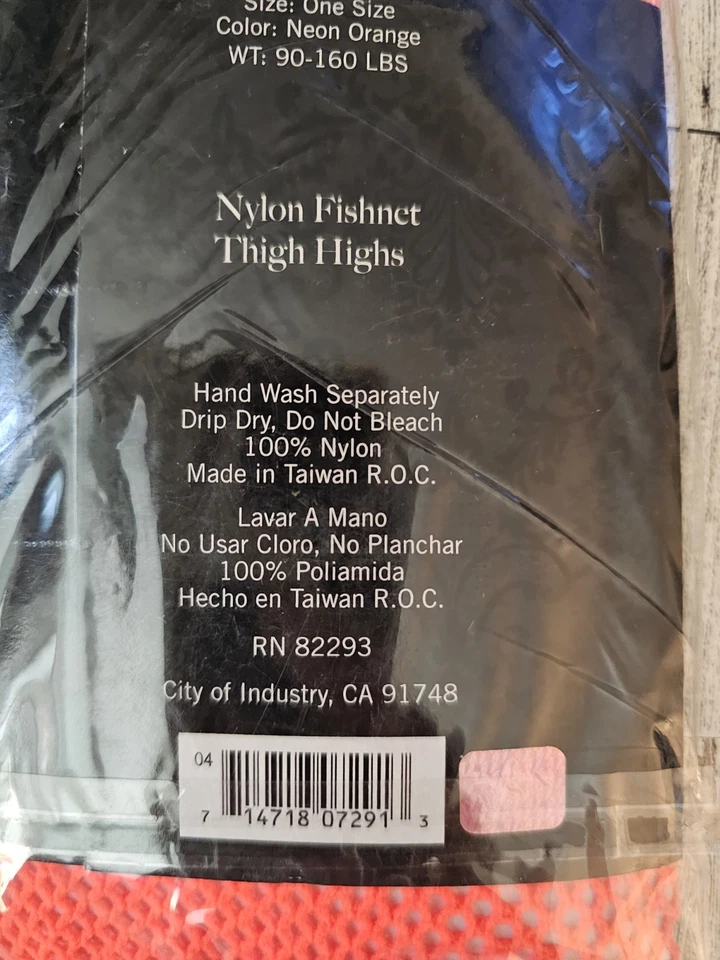 Size: One Size
Color: Neon Orange
WT: 90-160 LBS
Nylon Fishnet
Thigh Highs
Hand Wash Separately
Drip Dry, Do Not Bleach
100% Nylon
Made in Taiwan R.O.C.
Lavar A Mano
No Usar Cloro, No Planchar
100% Poliamida
Hecho en Taiwan R.O.C.
RN 82293
City of Industry, CA 91748
04
7 14718 07291 3